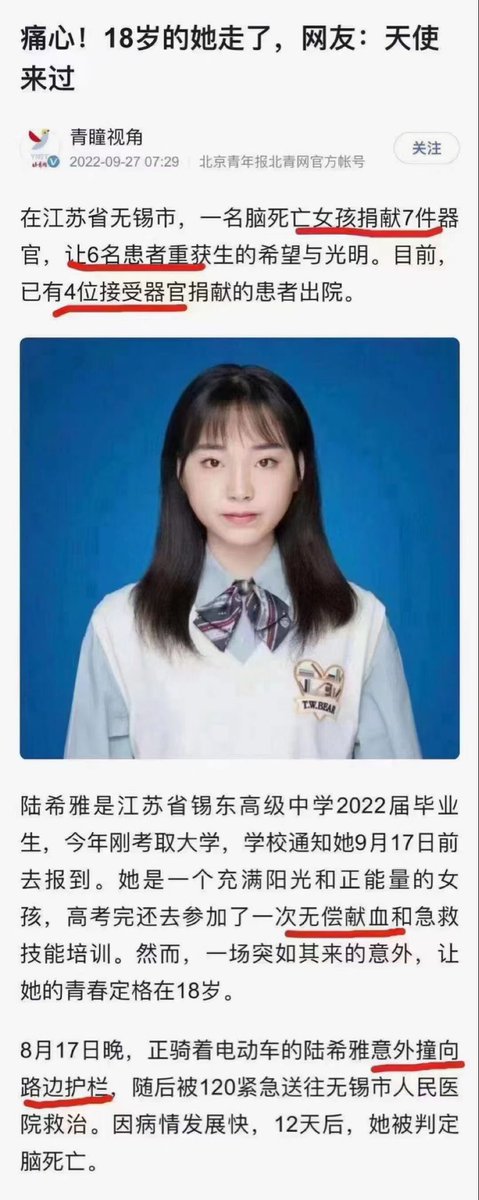 痛心！18岁的她走了，网友：天使
来过
青瞳视角
2022-09-27 07:29 北京青年报北青网官方帐号
关注
在江苏省无锡市，一名脑死亡女孩捐献7件器
官，让6名患者重获生的希望与光明。目前，
已有4位接受器官捐献的患者出院。
T.W.BEAR
陆希雅是江苏省锡东高级中学2022届毕业
生，今年刚考取大学，学校通知她9月17日前
去报到。她是一个充满阳光和正能量的女
孩，高考完还去参加了一次无偿献血和急救
技能培训。然而，一场突如其来的意外，让
她的青春定格在18岁。
8月17日晚，正骑着电动车的陆希雅意外撞向
路边护栏，随后被120紧急送往无锡市人民医
院救治。因病情发展快，12天后，她被判定
脑死亡。